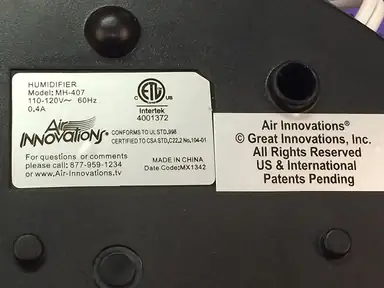 HUMIDIFIER
Model: MH-407
110-120V～ 60Hz
0.4A
ETL
C US
Intertek
4001372
Air
INNOVATIONS®
CONFORMS TO UL STD,998
CERTIFIED TO CSA STD,C22,2,No,104-01
For questions or comments
please call: 877-959-1234
or www.Air-Innovations.tv
MADE IN CHINA
Date Code:MX1342
Air Innovations®
© Great Innovations, Inc.
All Rights Reserved
US & International
Patents Pending